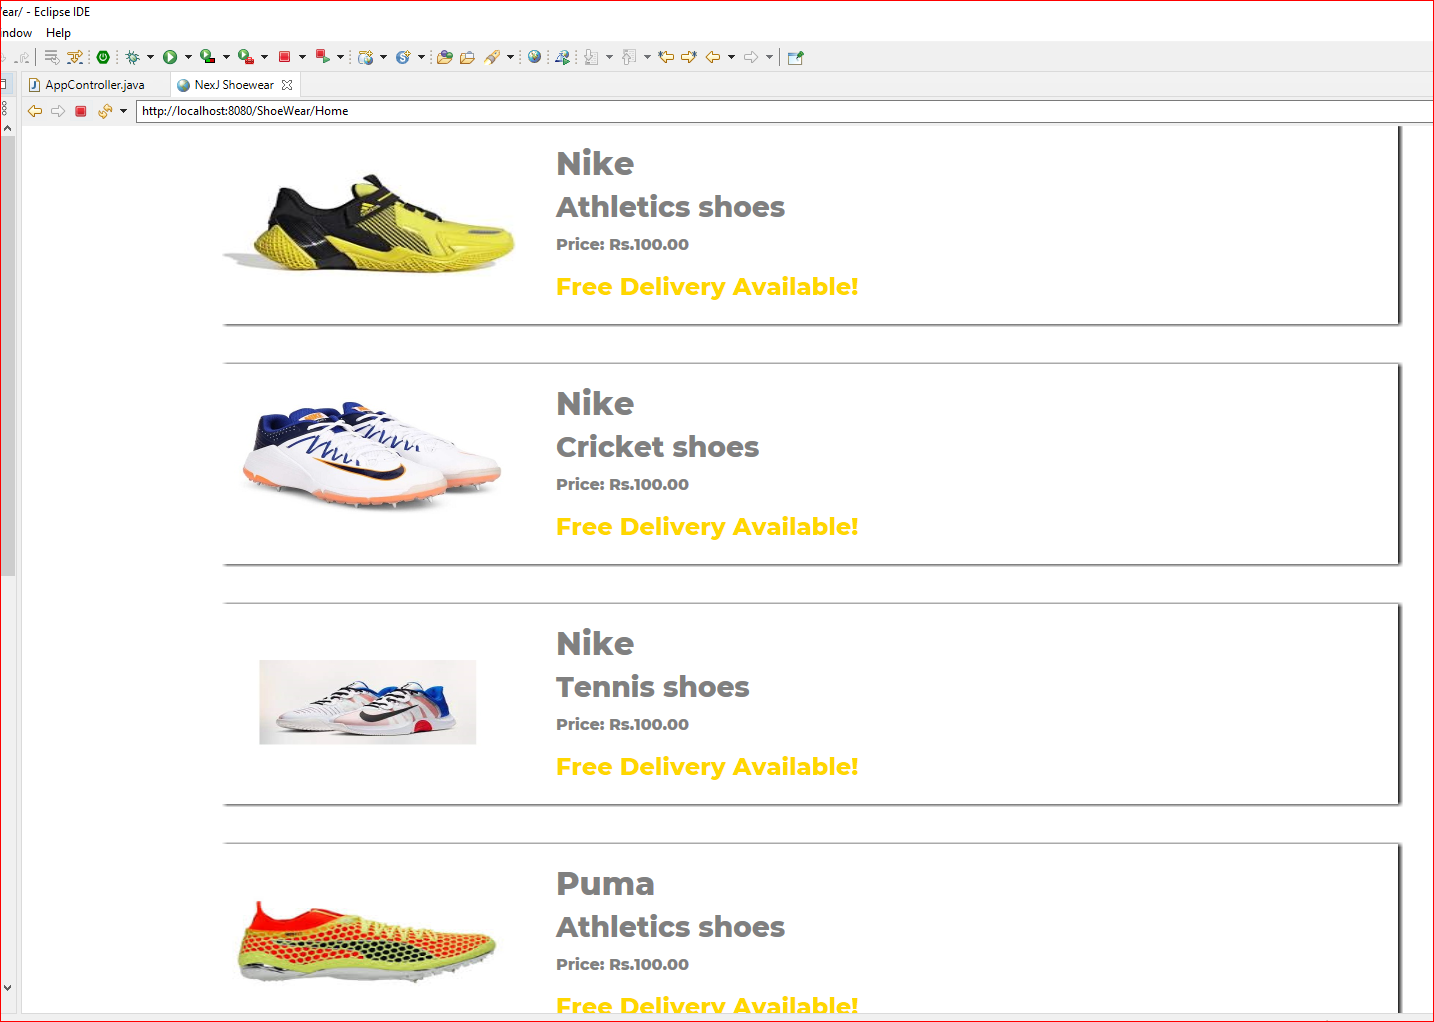 ear/ - Eclipse IDE
ndow Help
AppController.java NexJ Shoewear
http://localhost:8080/ShoeWear/Home
Nike
Athletics shoes
Price: Rs.100.00
Free Delivery Available!
Nike
Cricket shoes
Price: Rs.100.00
Free Delivery Available!
Nike
Tennis shoes
Price: Rs.100.00
Free Delivery Available!
Puma
Athletics shoes
Price: Rs.100.00
Free Delivery Available!